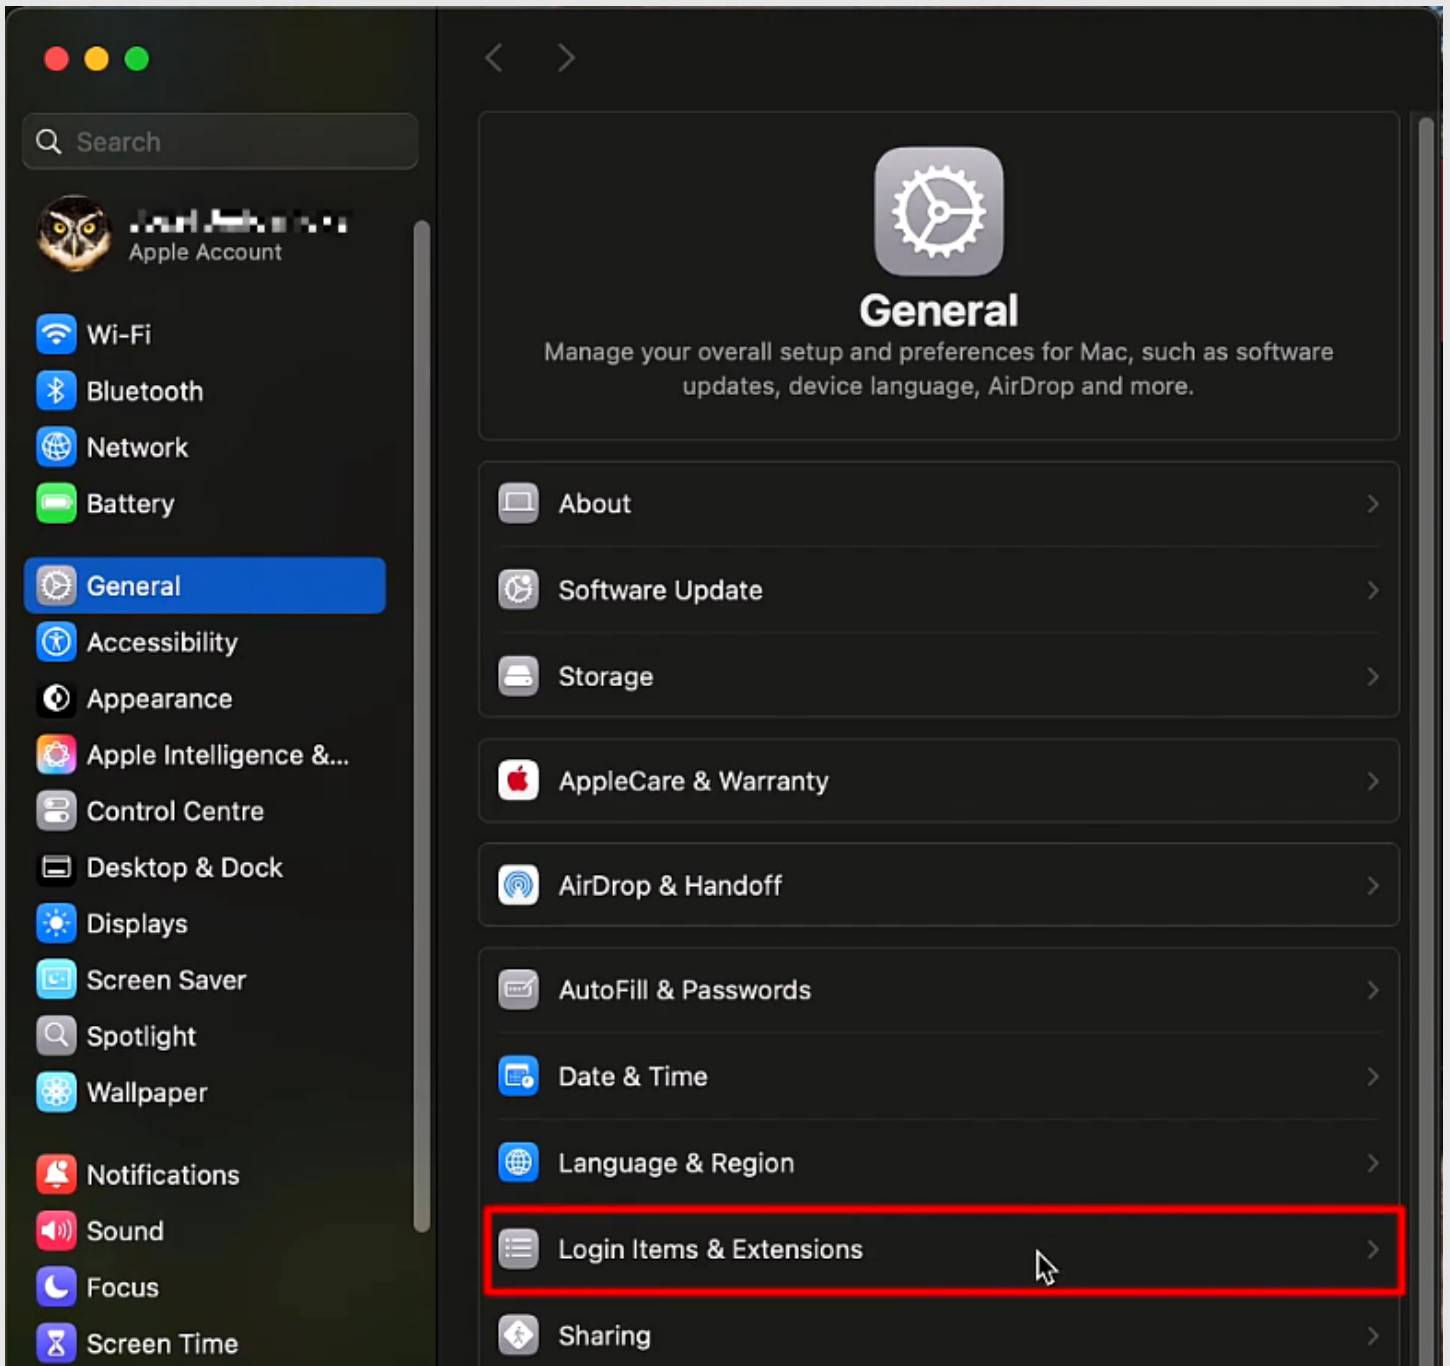 Search
Apple Account
Wi-Fi
Bluetooth
Network
Battery
General
Accessibility
Appearance
Apple Intelligence &...
Control Centre
Desktop & Dock
Displays
Screen Saver
Spotlight
Wallpaper
Notifications
Sound
Focus
Screen Time
General
Manage your overall setup and preferences for Mac, such as software
updates, device language, AirDrop and more.
About
Software Update
Storage
AppleCare & Warranty
AirDrop & Handoff
AutoFill & Passwords
Date & Time
Language & Region
Login Items & Extensions
Sharing